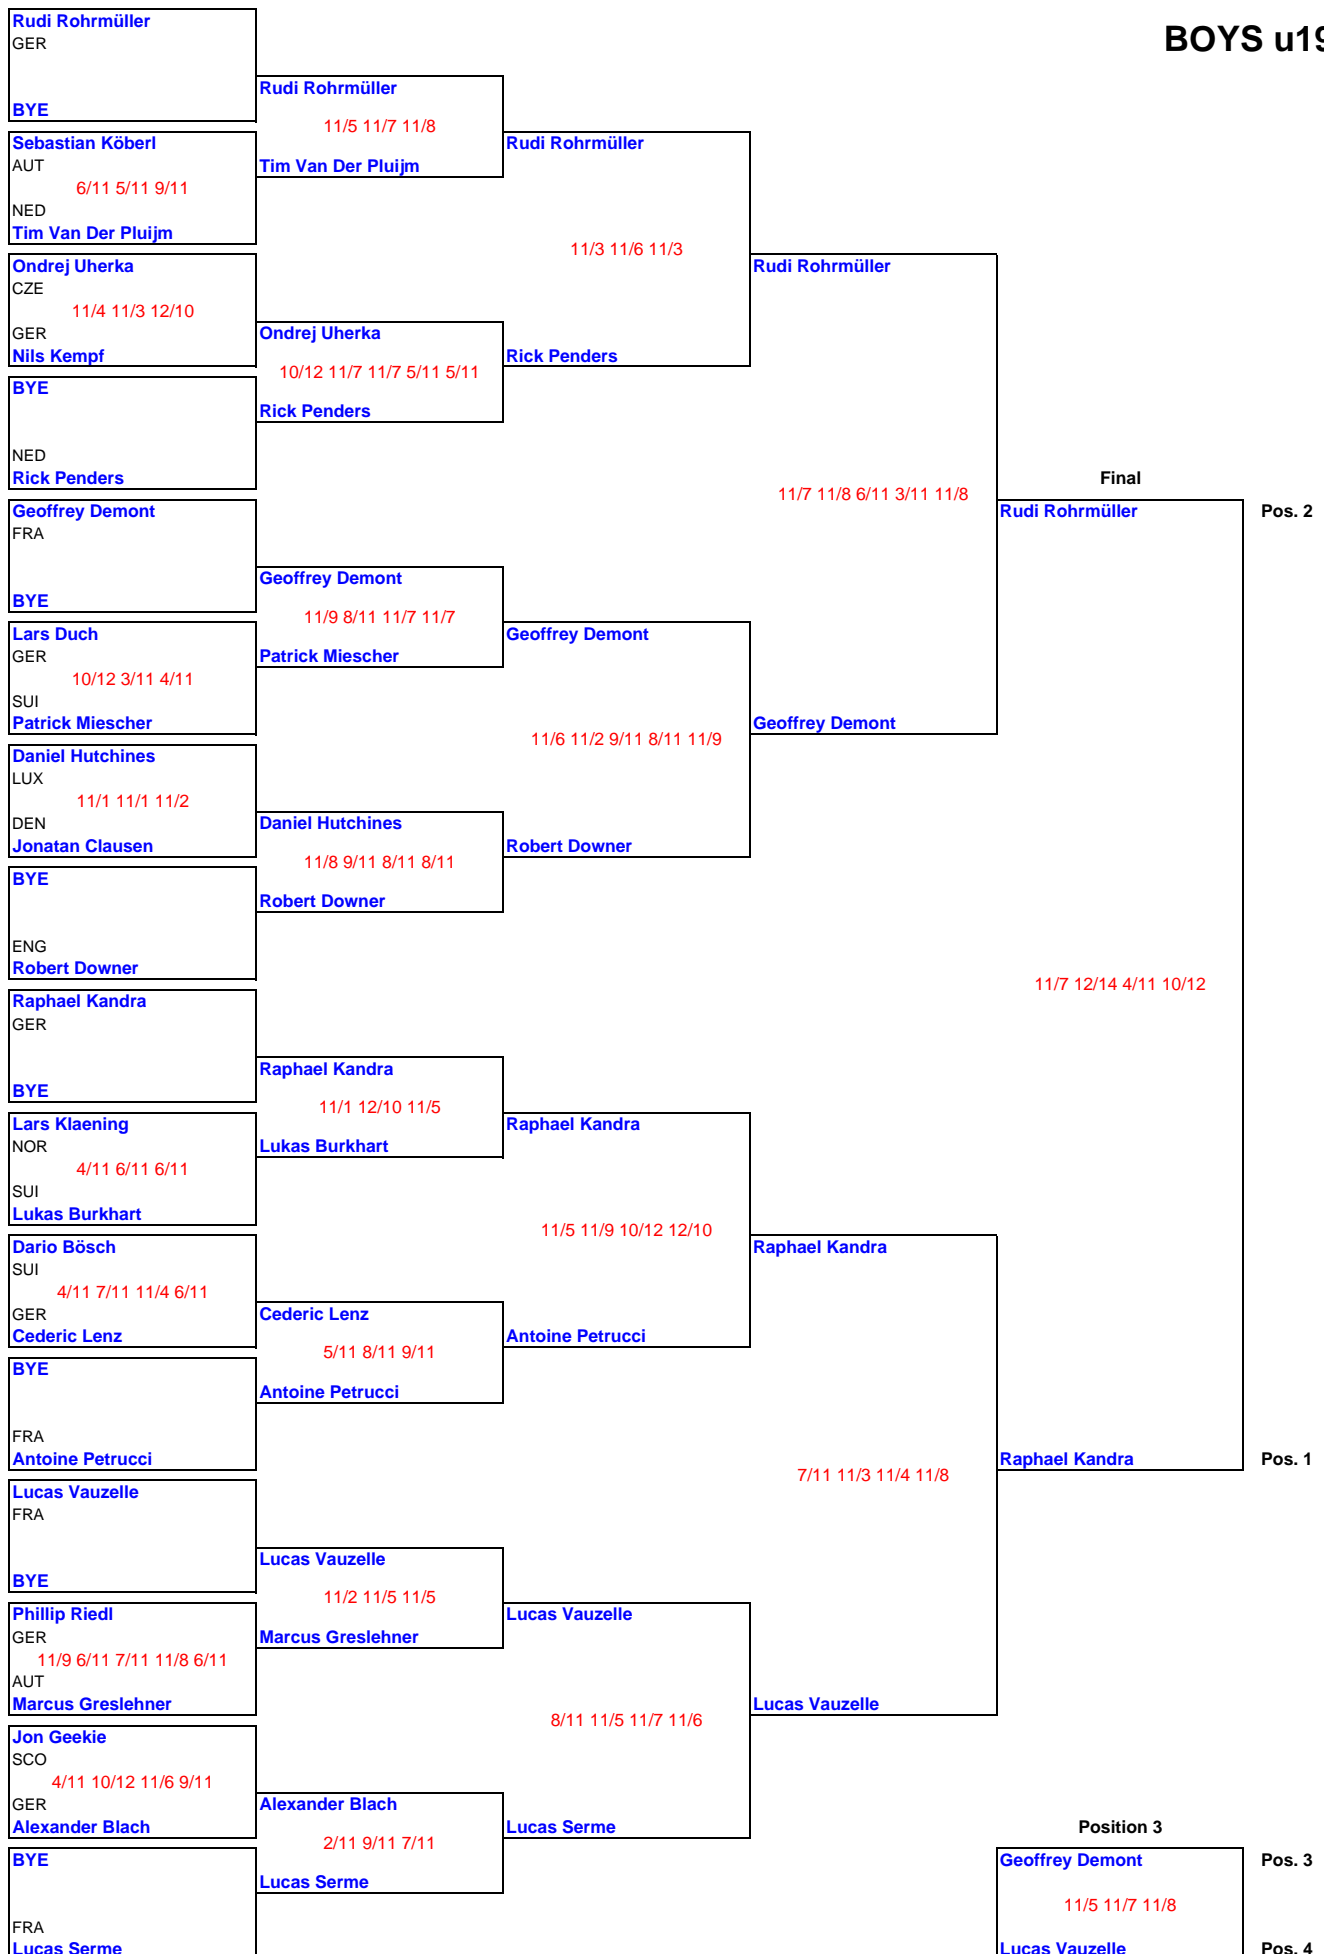 BOYS u19
Rudi Rohrmüller
GER
BYE
Sebastian Köberl
AUT
6/11 5/11 9/11
NED
Tim Van Der Pluijm
Ondrej Uherka
CZE
11/4 11/3 12/10
GER
Nils Kempf
BYE
NED
Rick Penders
Geoffrey Demont
FRA
BYE
Lars Duch
GER
10/12 3/11 4/11
SUI
Patrick Miescher
Daniel Hutchines
LUX
11/1 11/1 11/2
DEN
Jonatan Clausen
BYE
ENG
Robert Downer
Raphael Kandra
GER
BYE
Lars Klaening
NOR
4/11 6/11 6/11
SUI
Lukas Burkhart
Dario Bösch
SUI
4/11 7/11 11/4 6/11
GER
Cederic Lenz
BYE
FRA
Antoine Petrucci
Lucas Vauzelle
FRA
BYE
Phillip Riedl
GER
11/9 6/11 7/11 11/8 6/11
AUT
Marcus Greslehner
Jon Geekie
SCO
4/11 10/12 11/6 9/11
GER
Alexander Blach
BYE
FRA
Lucas Serme
Rudi Rohrmüller
11/5 11/7 11/8
Tim Van Der Pluijm
Ondrej Uherka
10/12 11/7 11/7 5/11 5/11
Rick Penders
Geoffrey Demont
11/9 8/11 11/7 11/7
Patrick Miescher
Daniel Hutchines
11/8 9/11 8/11 8/11
Robert Downer
Raphael Kandra
11/1 12/10 11/5
Lukas Burkhart
Cederic Lenz
5/11 8/11 9/11
Antoine Petrucci
Lucas Vauzelle
11/2 11/5 11/5
Marcus Greslehner
Alexander Blach
2/11 9/11 7/11
Lucas Serme
Rudi Rohrmüller
11/3 11/6 11/3
Rick Penders
Geoffrey Demont
11/6 11/2 9/11 8/11 11/9
Robert Downer
Raphael Kandra
11/5 11/9 10/12 12/10
Antoine Petrucci
Lucas Vauzelle
8/11 11/5 11/7 11/6
Lucas Serme
Rudi Rohrmüller
11/7 11/8 6/11 3/11 11/8
Geoffrey Demont
Raphael Kandra
7/11 11/3 11/4 11/8
Lucas Vauzelle
Final
Rudi Rohrmüller Pos. 2
11/7 12/14 4/11 10/12
Raphael Kandra Pos. 1
Position 3
Geoffrey Demont Pos. 3
11/5 11/7 11/8
Lucas Vauzelle Pos. 4